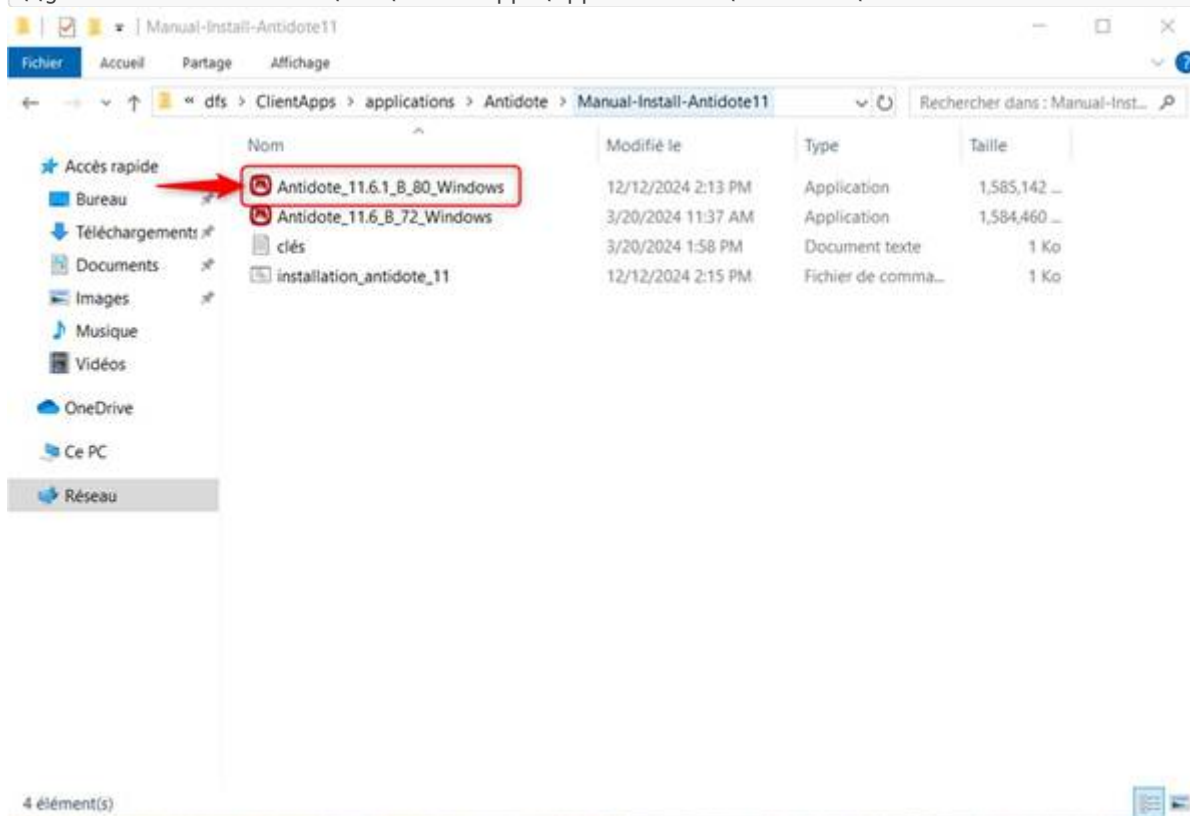 Manual-Install-Antidote11
Fichier Accueil Partage Affichage
« dfs > ClientApps > applications > Antidote > Manual-Install-Antidote11 Rechercher dans : Manual-Inst...
Nom Modifié le Type Taille
Accès rapide
Antidote_11.6.1_B_80_Windows 12/12/2024 2:13 PM Application 1,585,142 ...
Bureau
Antidote_11.6_B_72_Windows 3/20/2024 11:37 AM Application 1,584,460 ...
Téléchargements
clés 3/20/2024 1:58 PM Document texte 1 Ko
Documents
installation_antidote_11 12/12/2024 2:15 PM Fichier de comma... 1 Ko
Images
Musique
Vidéos
OneDrive
Ce PC
Réseau
4 élément(s)